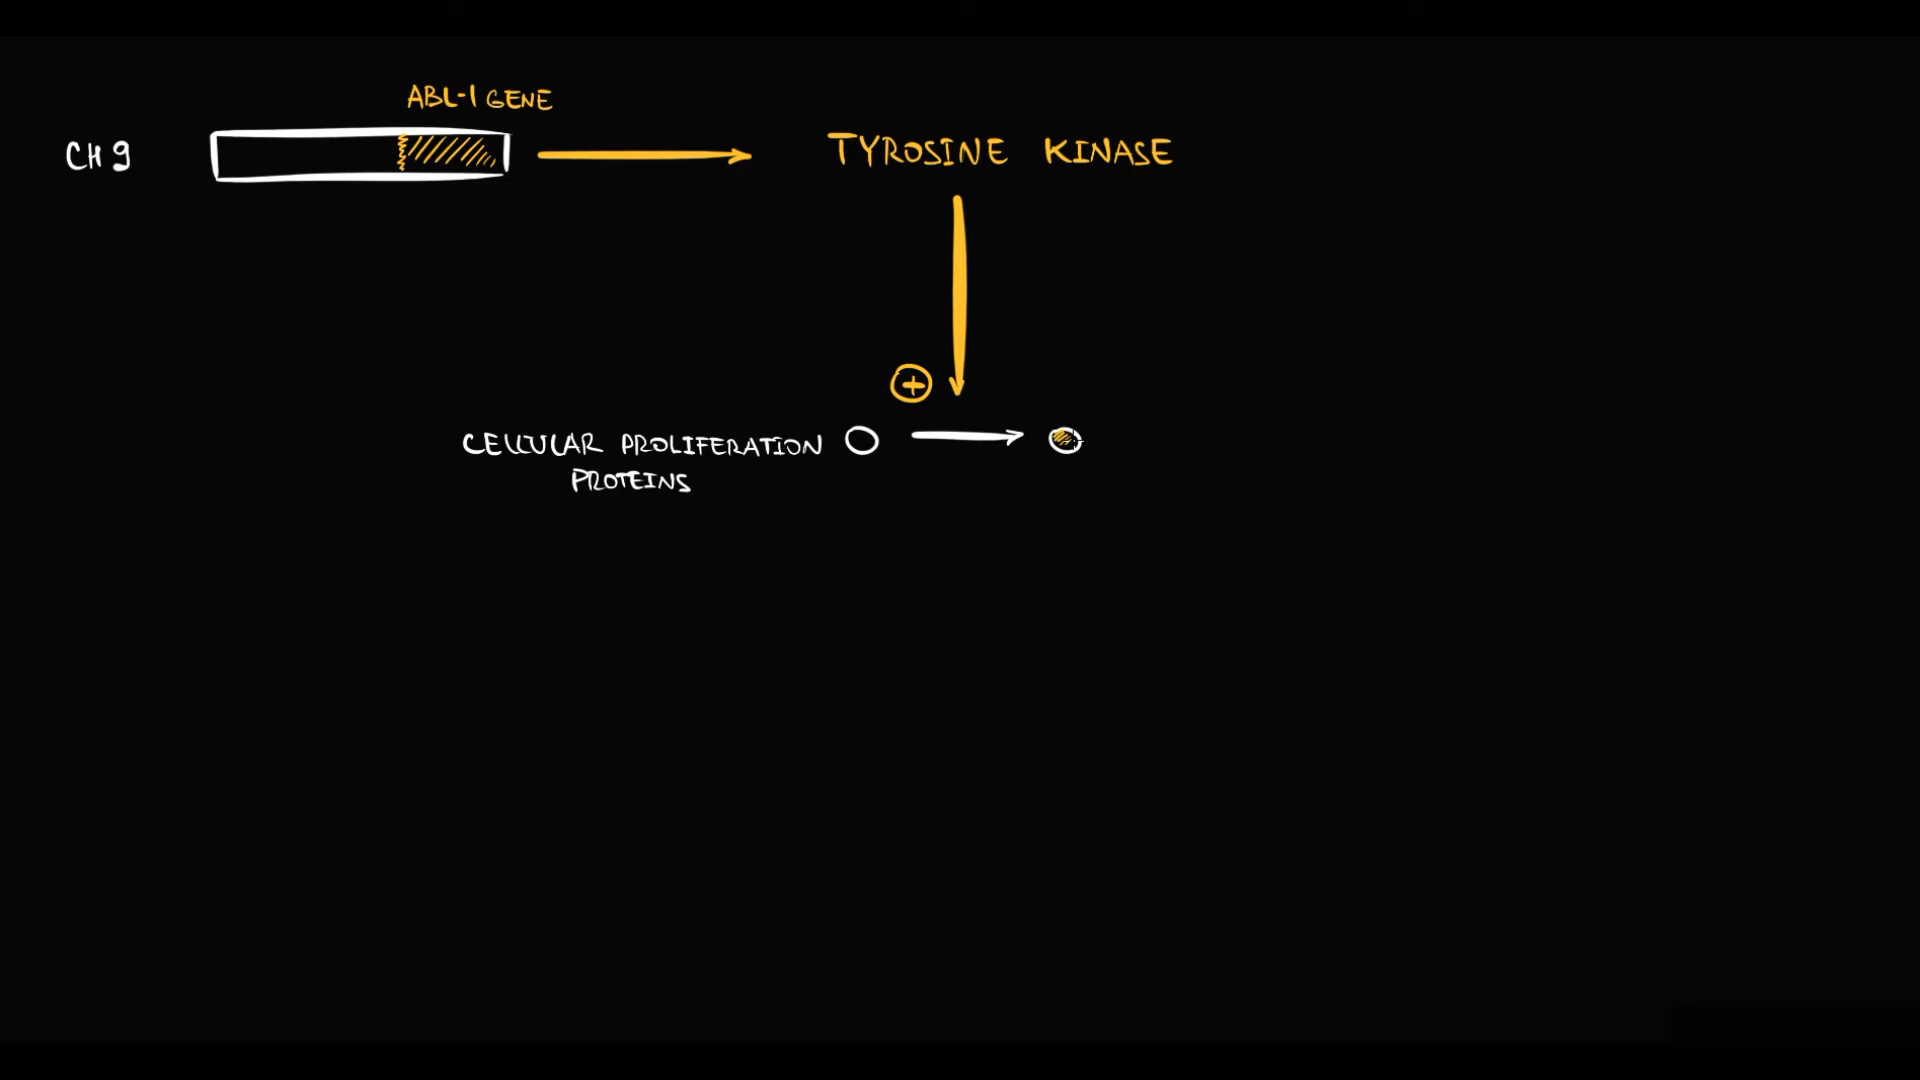 ABL-1 GENE
CH 9
TYROSINE KINASE
+
CELLULAR PROLIFERATION
PROTEINS